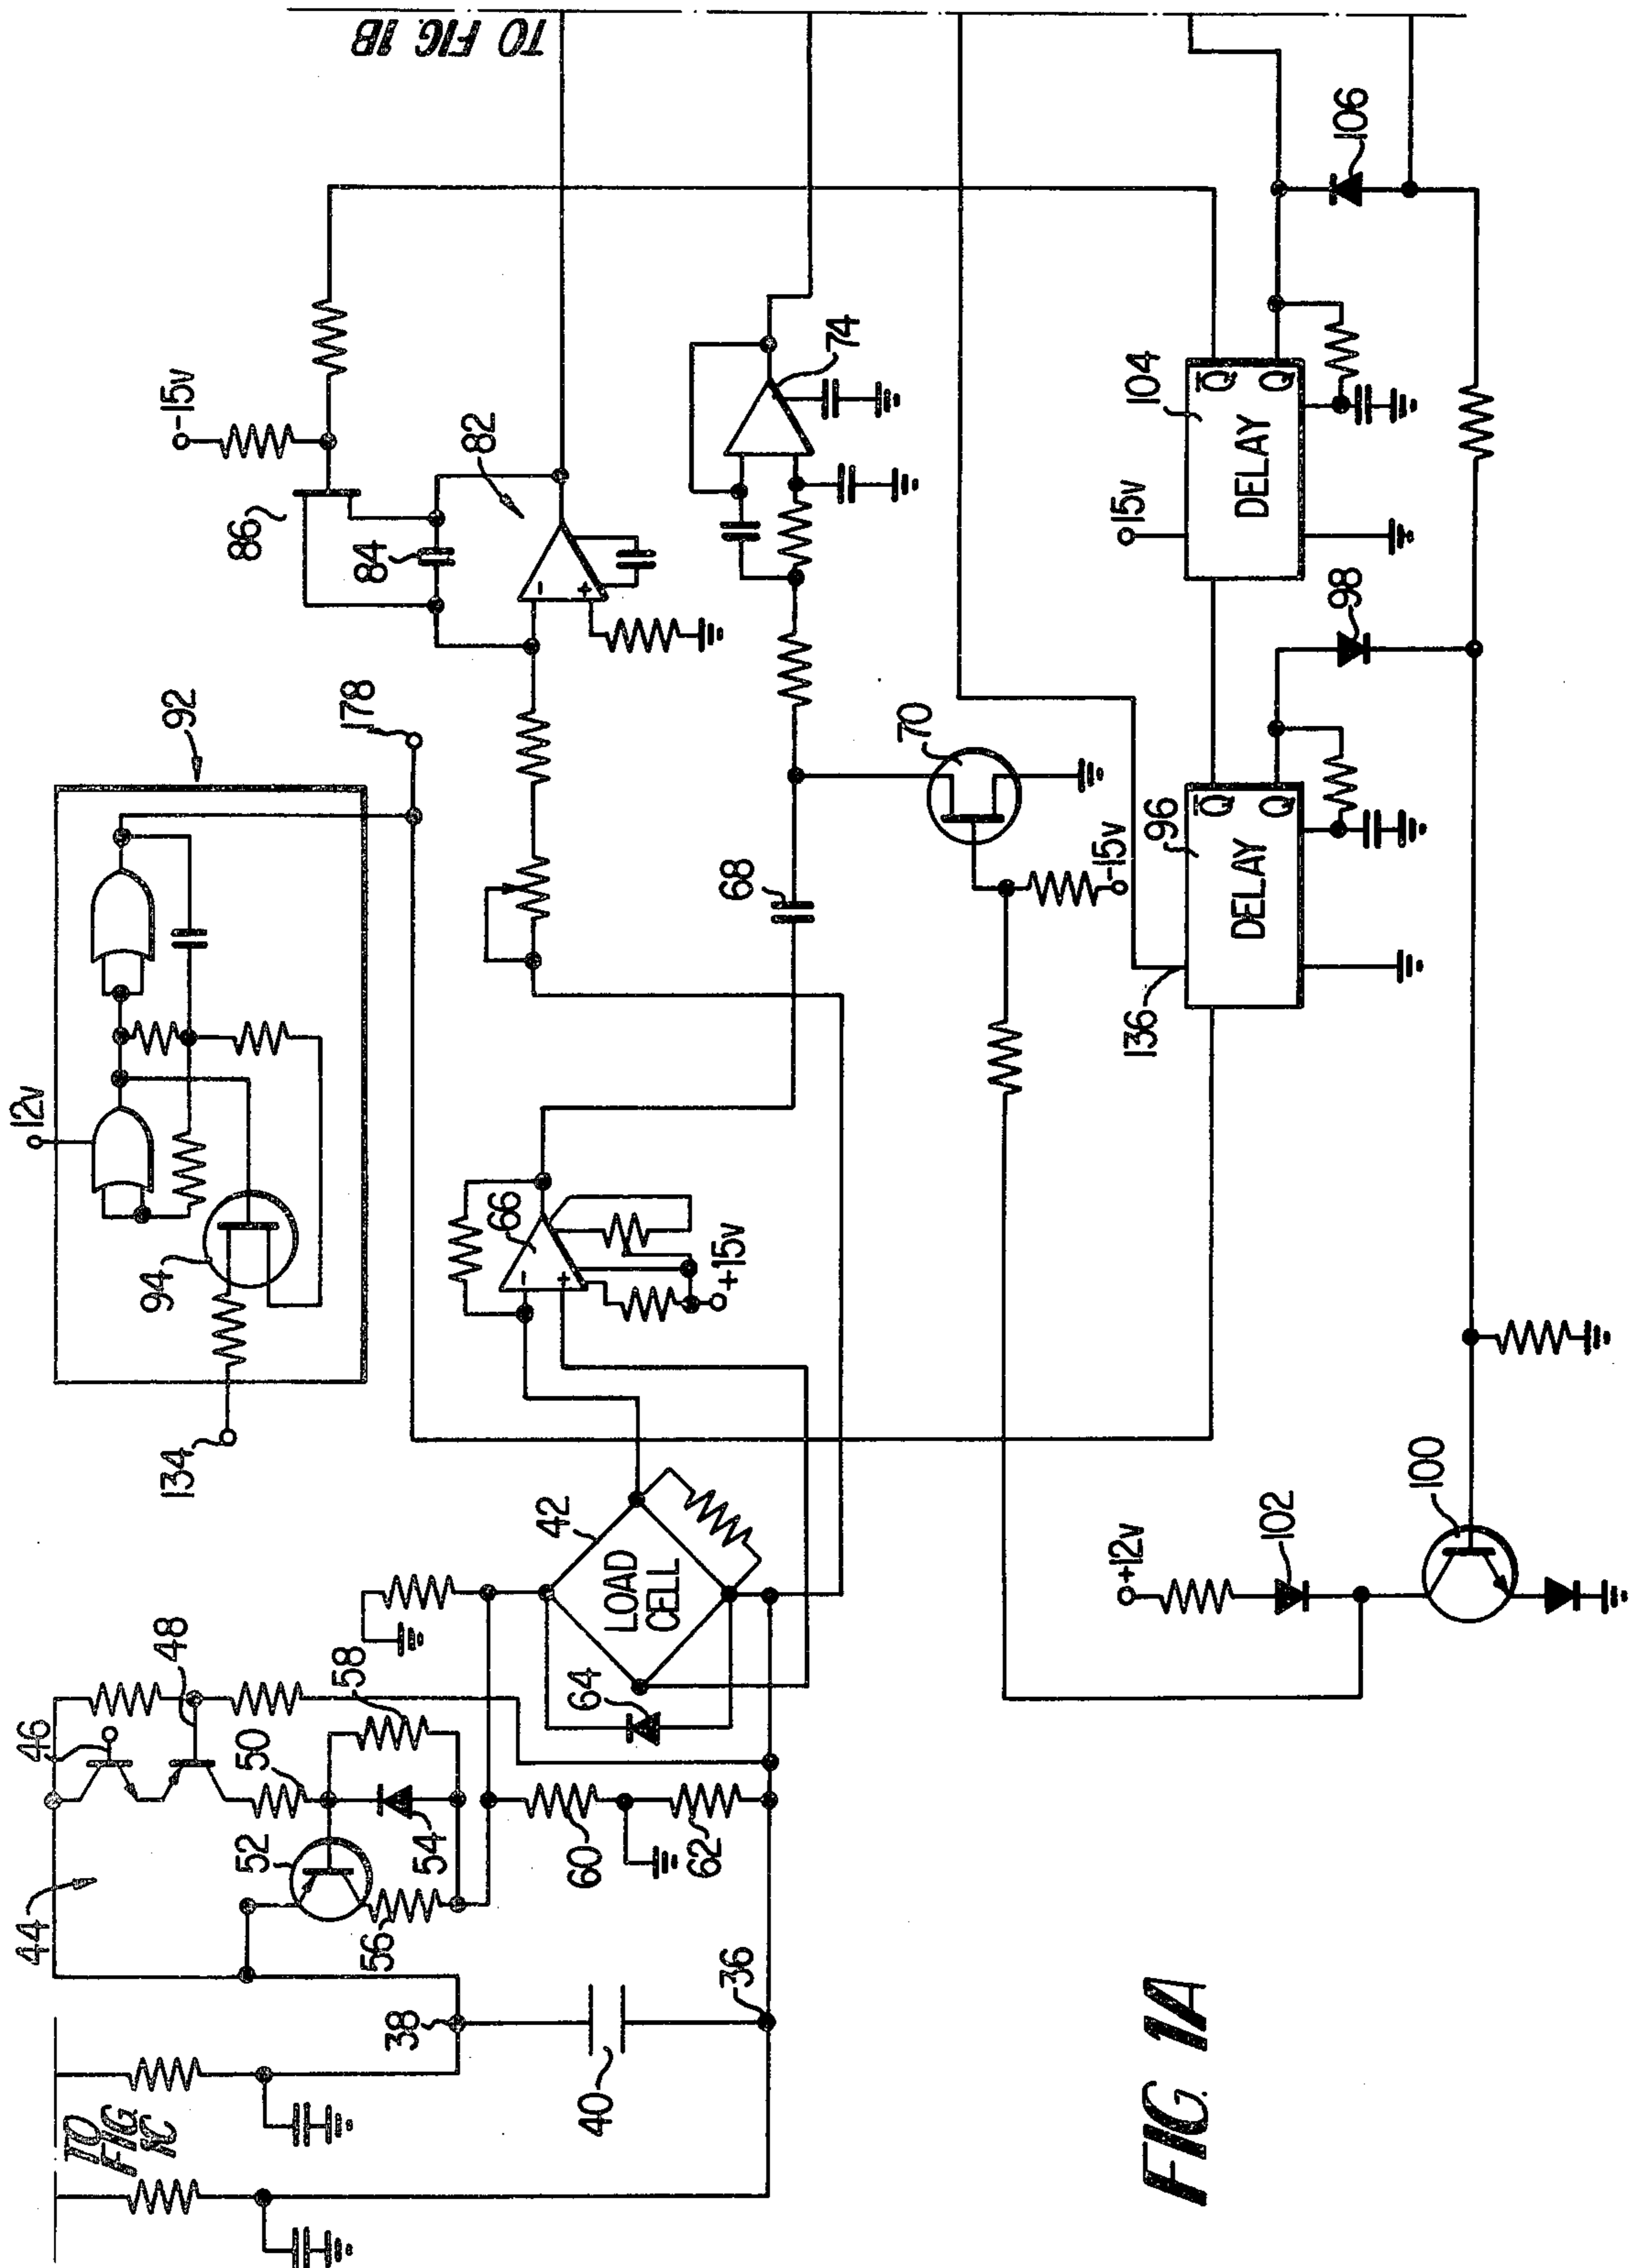 TO
FIG
1C
44
46
12v
134
94
92
48
50
52
54
56
58
178
-15v
86
84
82
TO FIG. 1B
38
36
40
60
62
64
LOAD
CELL
42
66
+15v
68
70
-15v
74
136
96
DELAY
Q̅
Q
98
15v
104
DELAY
Q̅
Q
106
+12v
102
100
FIG. 1A